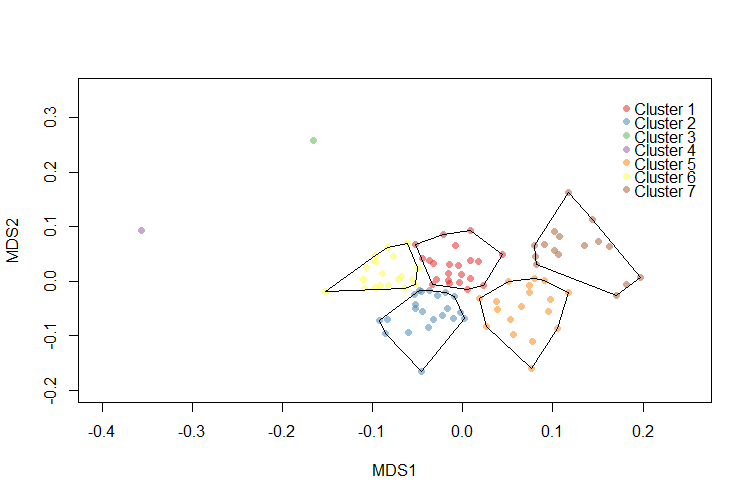 Cluster 1
Cluster 2
Cluster 3
Cluster 4
Cluster 5
Cluster 6
Cluster 7
0.3
0.2
0.1
0.0
-0.1
-0.2
MDS2
-0.4 -0.3 -0.2 -0.1 0.0 0.1 0.2
MDS1